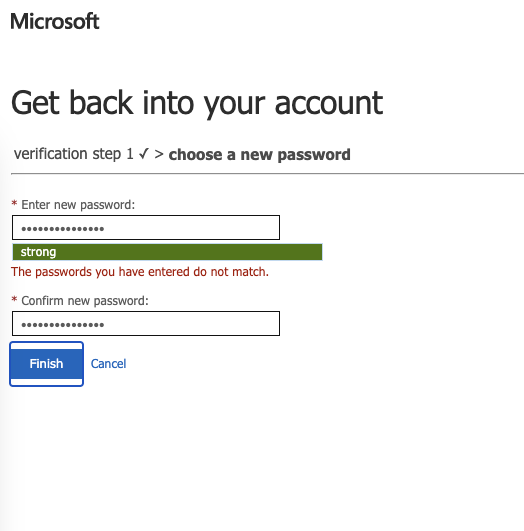 Microsoft
Get back into your account
verification step 1 ✓ > choose a new password
* Enter new password:
•••••••••••••••
strong
The passwords you have entered do not match.
* Confirm new password:
•••••••••••••••
Finish Cancel